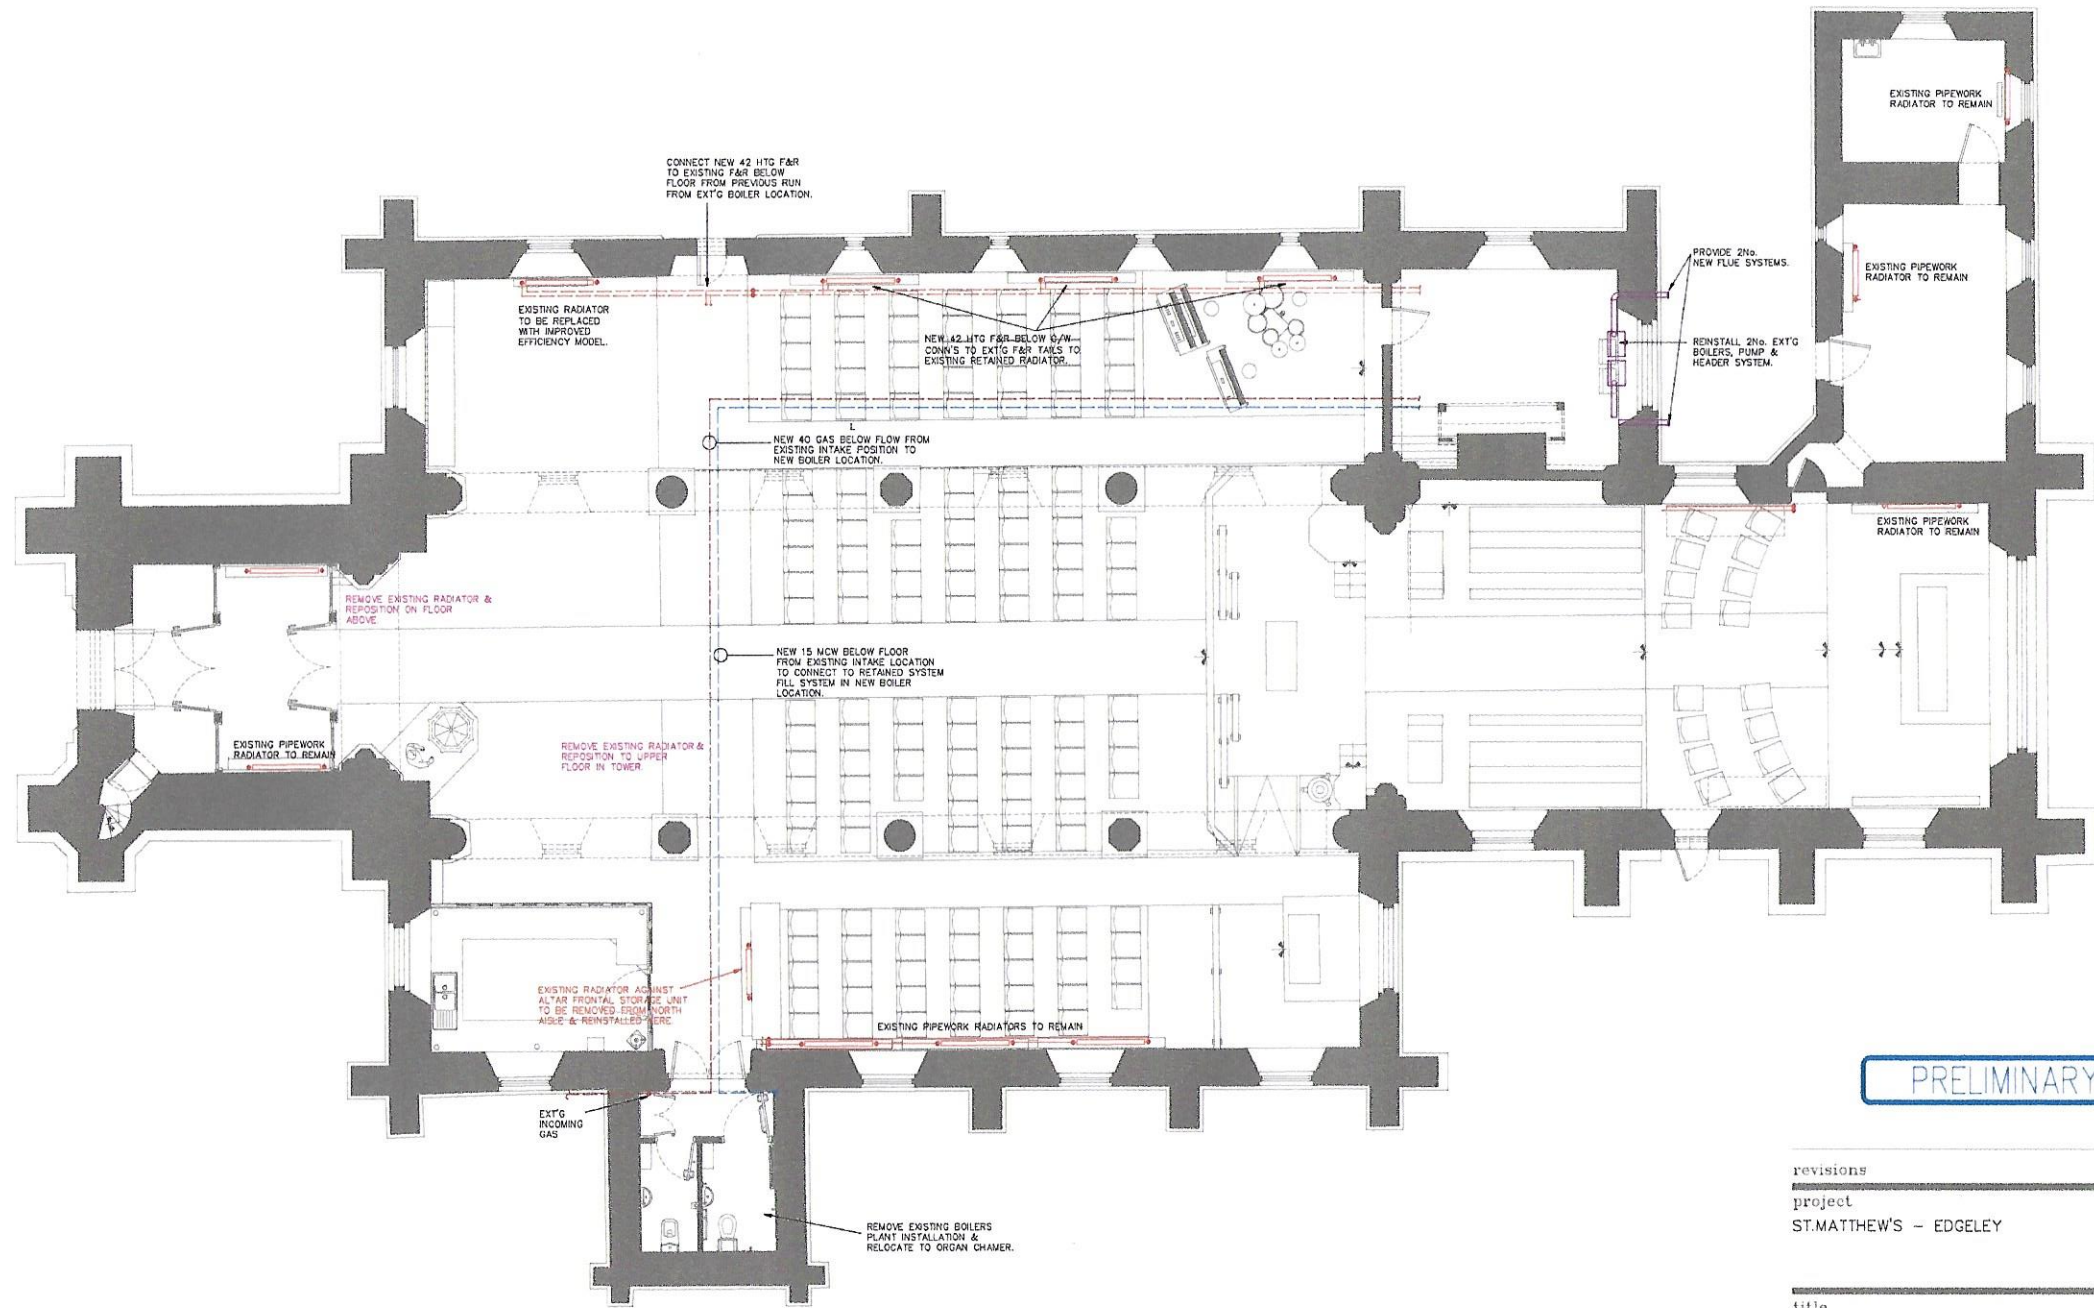 EXISTING PIPEWORK
RADIATOR TO REMAIN
CONNECT NEW 42 HTG F&R
TO EXISTING F&R BELOW
FLOOR FROM PREVIOUS RUN
FROM EXT'G BOILER LOCATION.
PROVIDE 2No.
NEW FLUE SYSTEMS.
EXISTING PIPEWORK
RADIATOR TO REMAIN
EXISTING RADIATOR
TO BE REPLACED
WITH IMPROVED
EFFICIENCY MODEL.
NEW 42 HTG F&R BELOW C/W
CONN'S TO EXT'G F&R TAILS TO
EXISTING RETAINED RADIATOR.
REINSTALL 2No. EXT'G
BOILERS, PUMP &
HEADER SYSTEM.
L
NEW 40 GAS BELOW FLOW FROM
EXISTING INTAKE POSITION TO
NEW BOILER LOCATION.
EXISTING PIPEWORK
RADIATOR TO REMAIN
REMOVE EXISTING RADIATOR &
REPOSITION ON FLOOR
ABOVE.
NEW 15 MCW BELOW FLOOR
FROM EXISTING INTAKE LOCATION
TO CONNECT TO RETAINED SYSTEM
FILL SYSTEM IN NEW BOILER
LOCATION.
EXISTING PIPEWORK
RADIATOR TO REMAIN
REMOVE EXISTING RADIATOR &
REPOSITION TO UPPER
FLOOR IN TOWER.
EXISTING RADIATOR AGAINST
ALTAR FRONTAL STORAGE UNIT
TO BE REMOVED FROM NORTH
AISLE & REINSTALLED HERE.
EXISTING PIPEWORK RADIATORS TO REMAIN
EXT'G
INCOMING
GAS
REMOVE EXISTING BOILERS
PLANT INSTALLATION &
RELOCATE TO ORGAN CHAMER.
PRELIMINARY
revisions
project
ST.MATTHEW'S - EDGELEY
title